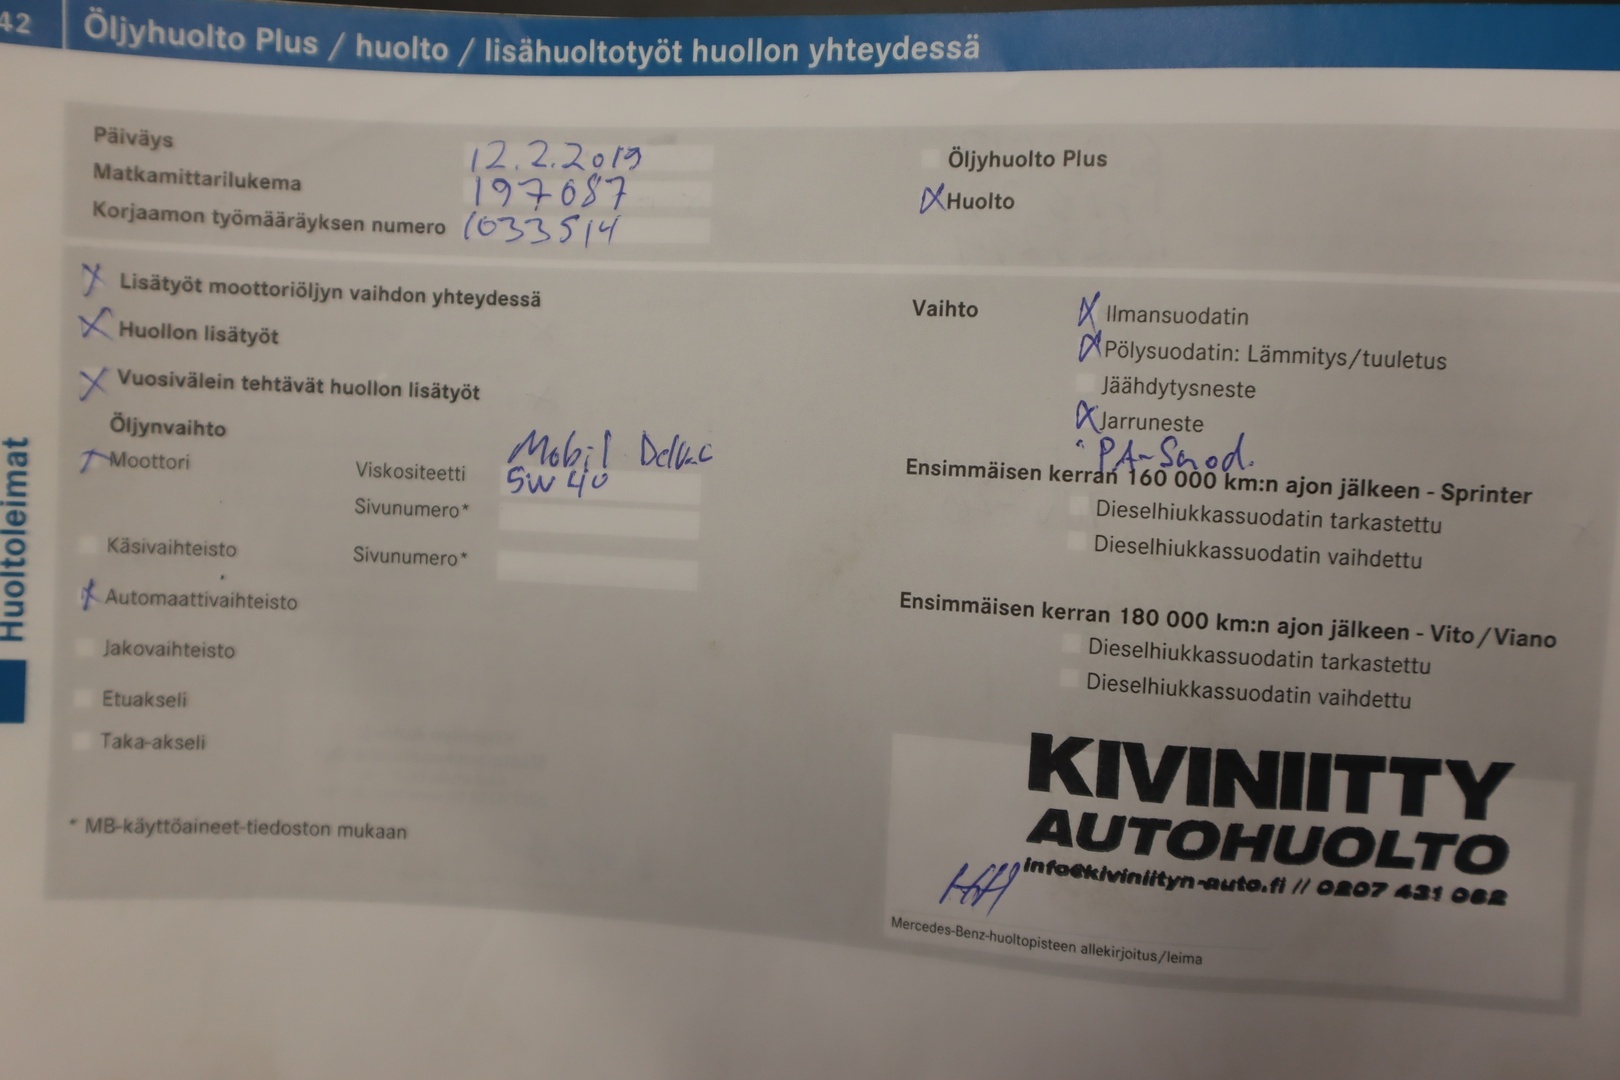 42 Öljyhuolto Plus / huolto / lisähuoltotyöt huollon yhteydessä
Päiväys 12.2.2019
Matkamittarilukema 197087
Korjaamon työmääräyksen numero 1033514
Öljyhuolto Plus
X Huolto
X Lisätyöt moottoriöljyn vaihdon yhteydessä
X Huollon lisätyöt
X Vuosivälein tehtävät huollon lisätyöt
Öljynvaihto
Moottori
Viskositeetti Mobil Delvac
5W40
Sivunumero*
Käsivaihteisto Sivunumero*
X Automaattivaihteisto
Jakovaihteisto
Etuakseli
Taka-akseli
* MB-käyttöaineet-tiedoston mukaan
Vaihto X Ilmansuodatin
X Pölysuodatin: Lämmitys/tuuletus
Jäähdytysneste
X Jarruneste
PA-Suod.
Ensimmäisen kerran 160 000 km:n ajon jälkeen - Sprinter
Dieselhiukkassuodatin tarkastettu
Dieselhiukkassuodatin vaihdettu
Ensimmäisen kerran 180 000 km:n ajon jälkeen - Vito/Viano
Dieselhiukkassuodatin tarkastettu
Dieselhiukkassuodatin vaihdettu
KIVINIITTY
AUTOHUOLTO
info@kiviniityn-auto.fi // 0207 431 062
Mercedes-Benz-huoltopisteen allekirjoitus/leima
Huoltoleimat